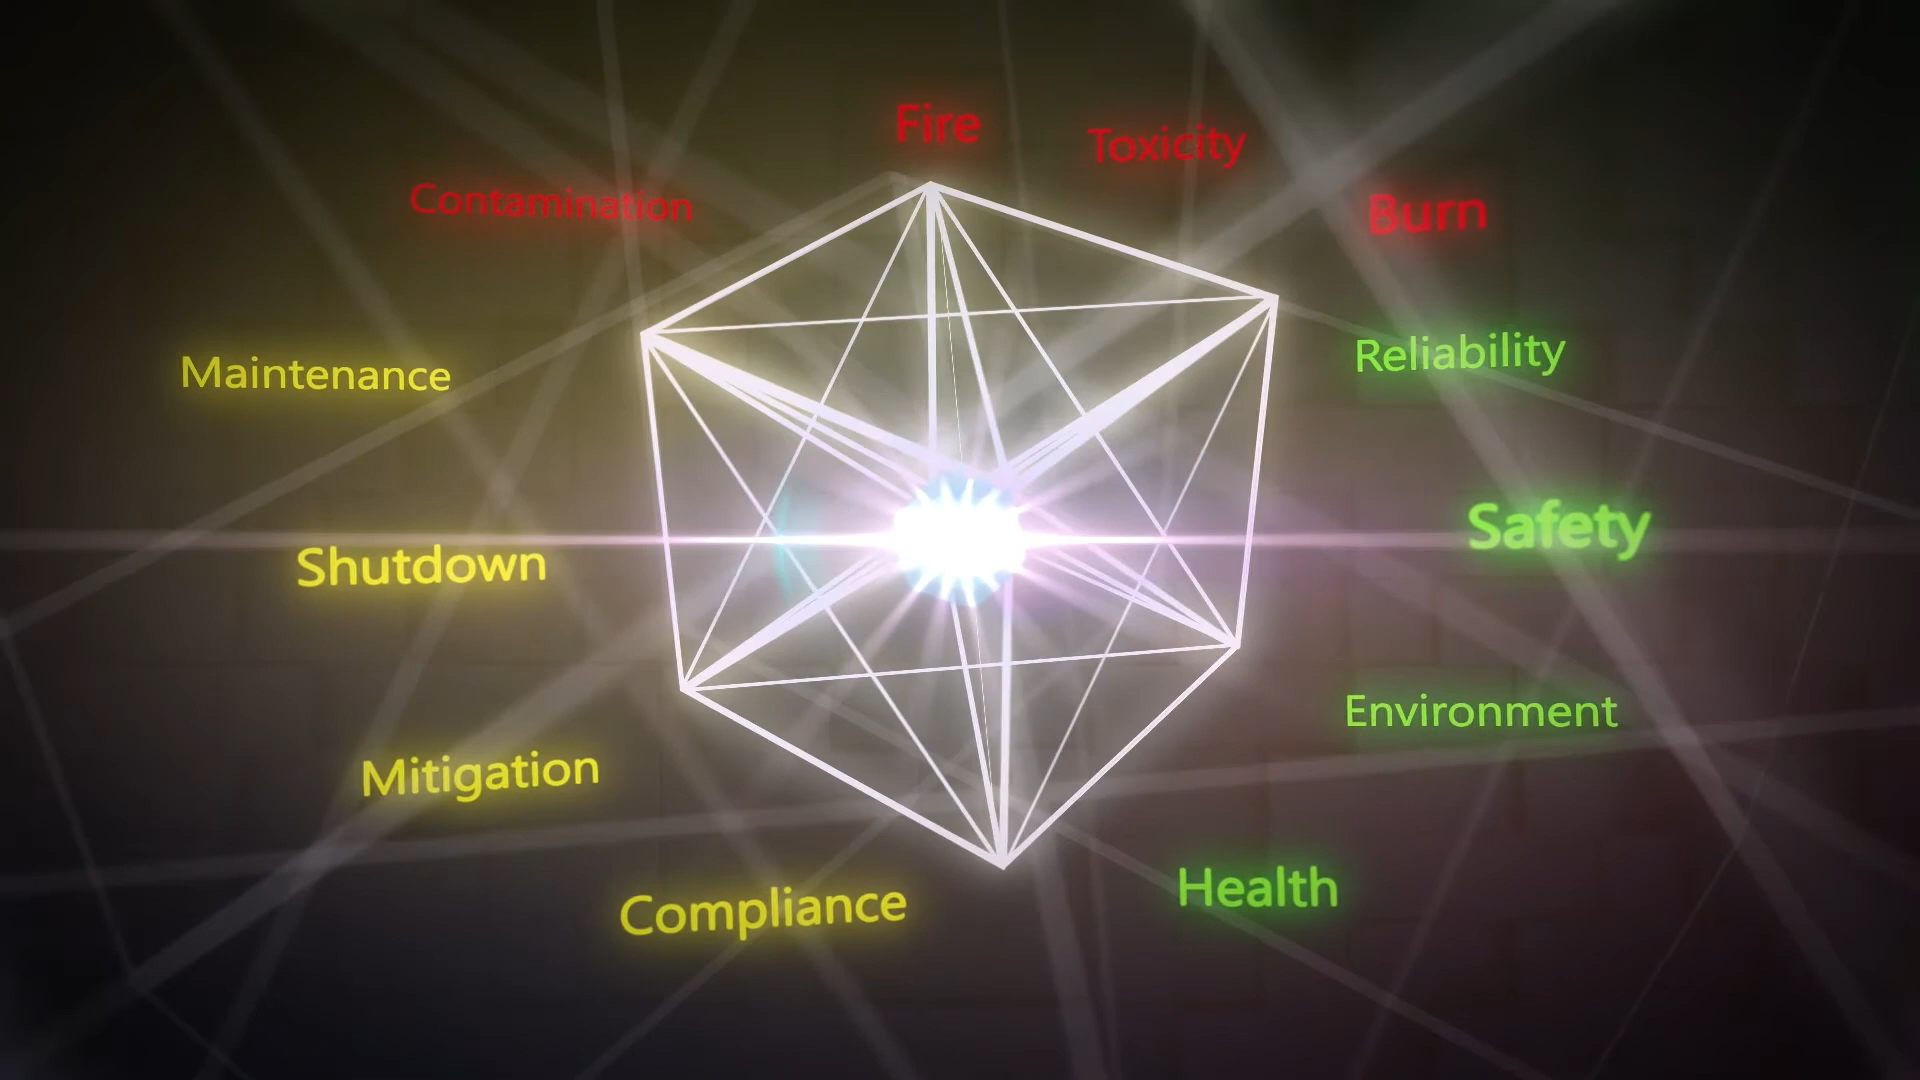 Fire
Toxicity
Contamination
Burn
Reliability
Maintenance
Safety
Shutdown
Environment
Mitigation
Health
Compliance